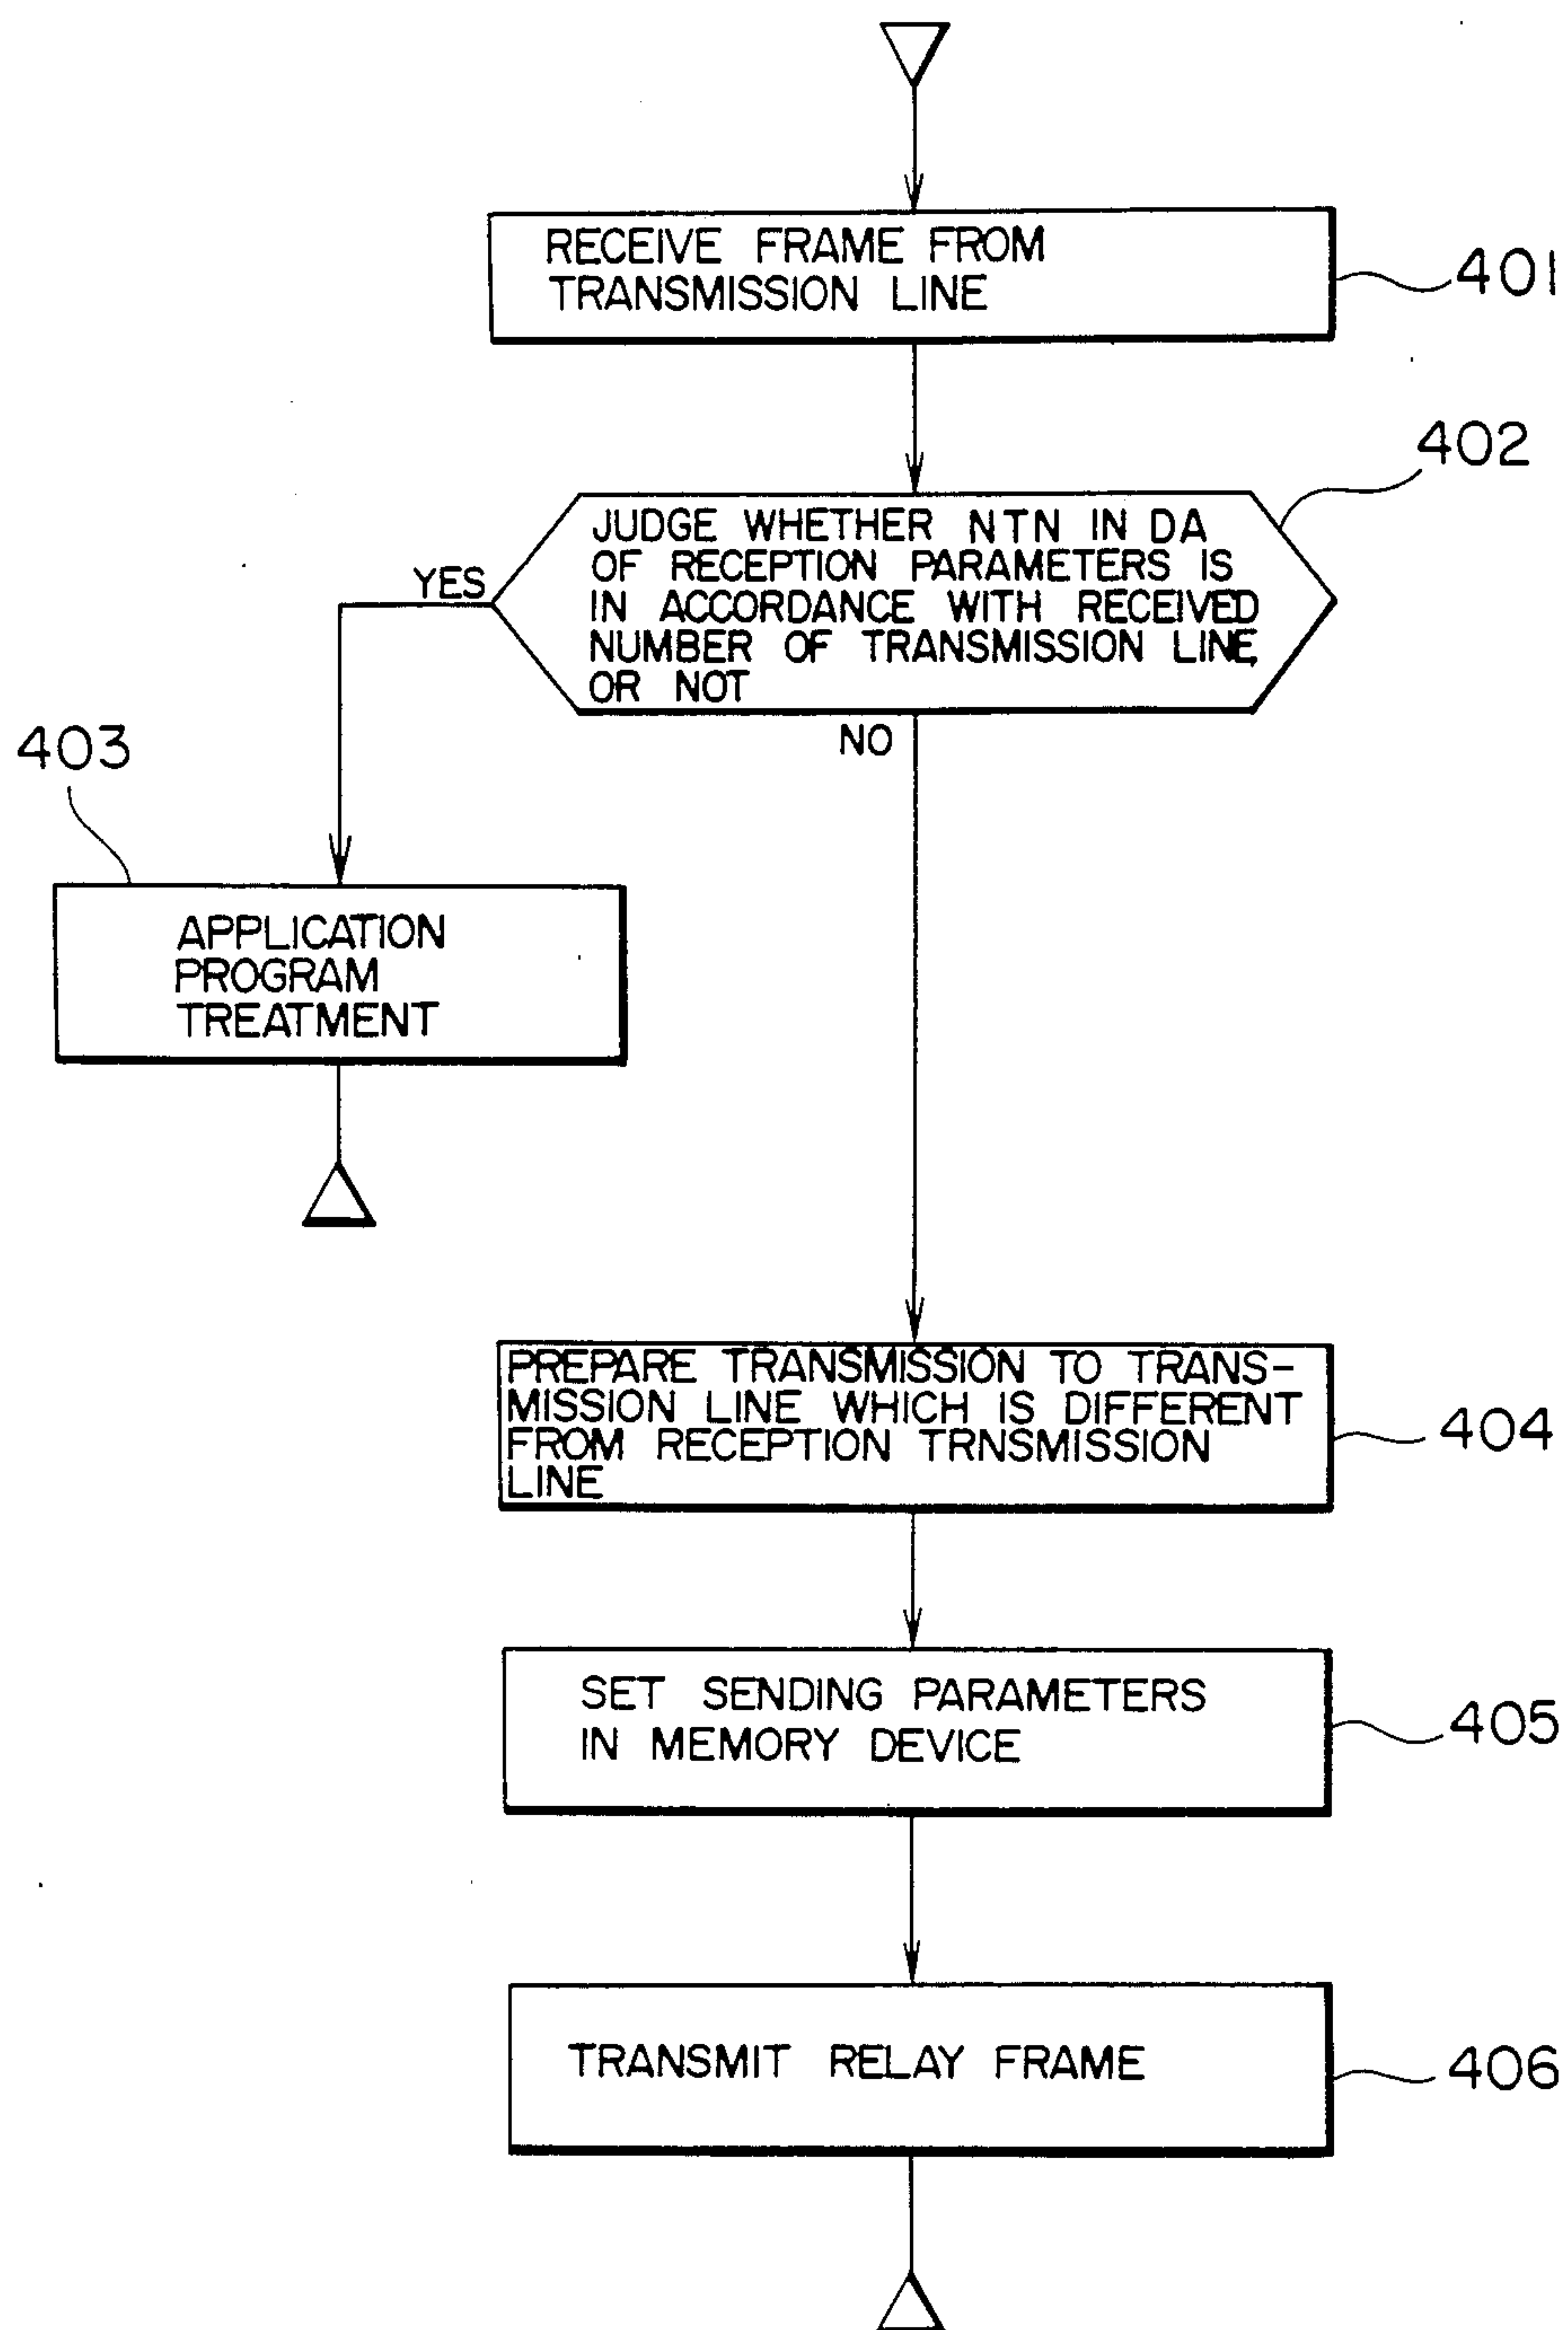 RECEIVE FRAME FROM
TRANSMISSION LINE
401
402
JUDGE WHETHER NTN IN DA
OF RECEPTION PARAMETERS IS
IN ACCORDANCE WITH RECEIVED
NUMBER OF TRANSMISSION LINE,
OR NOT
YES
NO
403
APPLICATION
PROGRAM
TREATMENT
PREPARE TRANSMISSION TO TRANS-
MISSION LINE WHICH IS DIFFERENT
FROM RECEPTION TRNSMISSION
LINE
404
SET SENDING PARAMETERS
IN MEMORY DEVICE
405
TRANSMIT RELAY FRAME
406